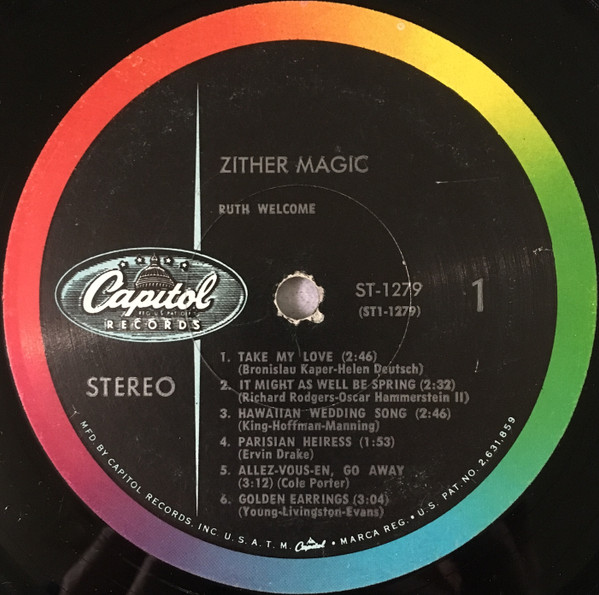 ZITHER MAGIC
RUTH WELCOME
Capitol
REG. U.S. PAT. OFF.
RECORDS
STEREO
ST-1279
(ST1-1279)
1
1. TAKE MY LOVE (2:46)
(Bronislau Kaper-Helen Deutsch)
2. IT MIGHT AS WELL BE SPRING (2:32)
(Richard Rodgers-Oscar Hammerstein II)
3. HAWAIIAN WEDDING SONG (2:46)
(King-Hoffman-Manning)
4. PARISIAN HEIRESS (1:53)
(Ervin Drake)
5. ALLEZ-VOUS-EN, GO AWAY
(3:12) (Cole Porter)
6. GOLDEN EARRINGS (3:04)
(Young-Livingston-Evans)
MFD. BY CAPITOL RECORDS, INC. U.S.A. T.M. Capitol • MARCA REG. • U.S. PAT. NO. 2,631,859